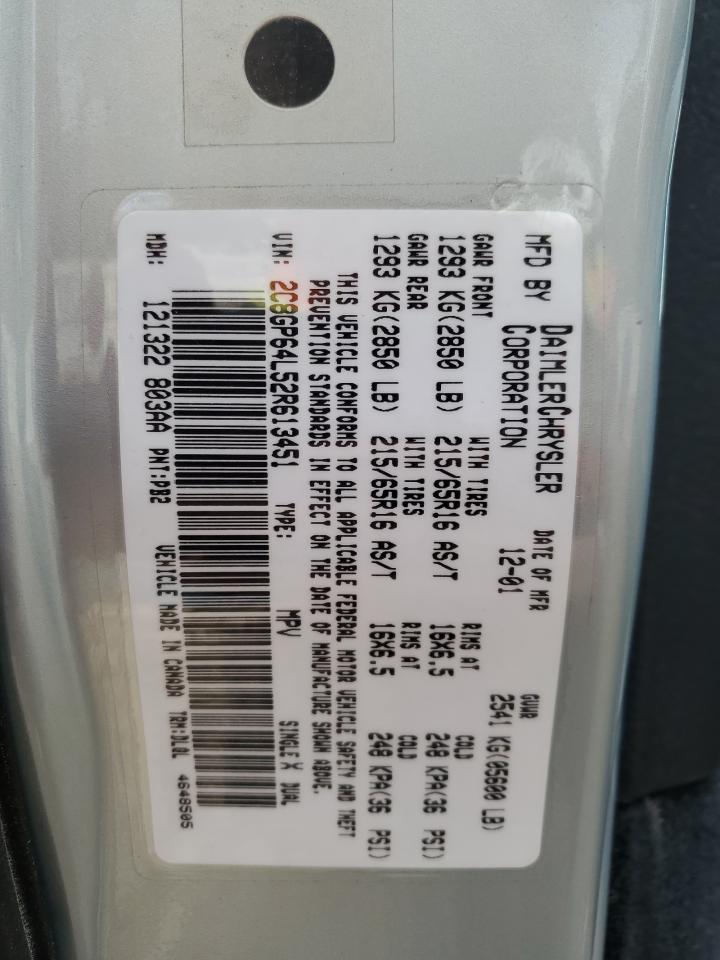 MFD BY DAIMLERCHRYSLER CORPORATION
DATE OF MFR 12-01
GVWR 2541 KG(05600 LB)
GAWR FRONT WITH TIRES RIMS AT COLD
1293 KG(2850 LB) 215/65R16 AS/T 16X6.5 248 KPA(36 PSI)
GAWR REAR WITH TIRES RIMS AT COLD
1293 KG(2850 LB) 215/65R16 AS/T 16X6.5 248 KPA(36 PSI)
THIS VEHICLE CONFORMS TO ALL APPLICABLE FEDERAL MOTOR VEHICLE SAFETY AND THEFT
PREVENTION STANDARDS IN EFFECT ON THE DATE OF MANUFACTURE SHOWN ABOVE.
VIN: 2C8GP64L52R613451 TYPE: MPV SINGLE X DUAL
MDH: 121322 803AA PNT:PB2 VEHICLE MADE IN CANADA TRM:DLQL 4648505